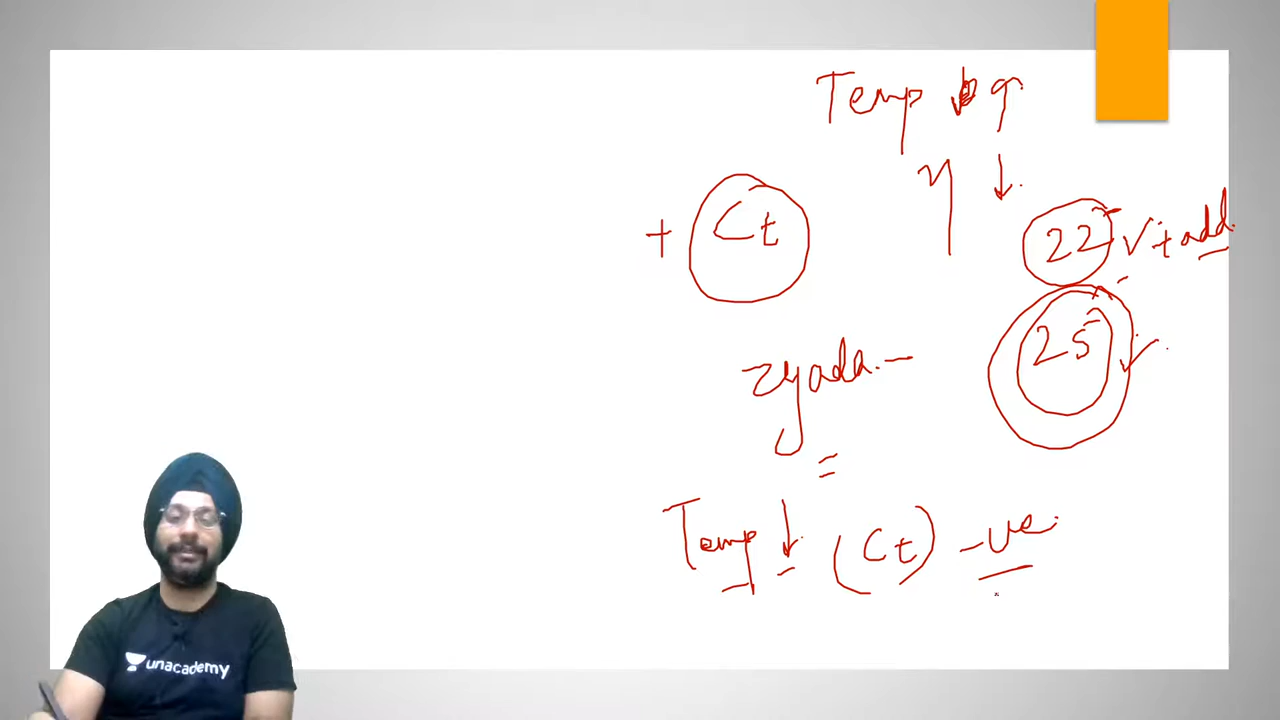 Temp ↑
η ↓
+ Ct
22 + add
zyada.
25
=
Temp ↓ (Ct) -ve
unacademy